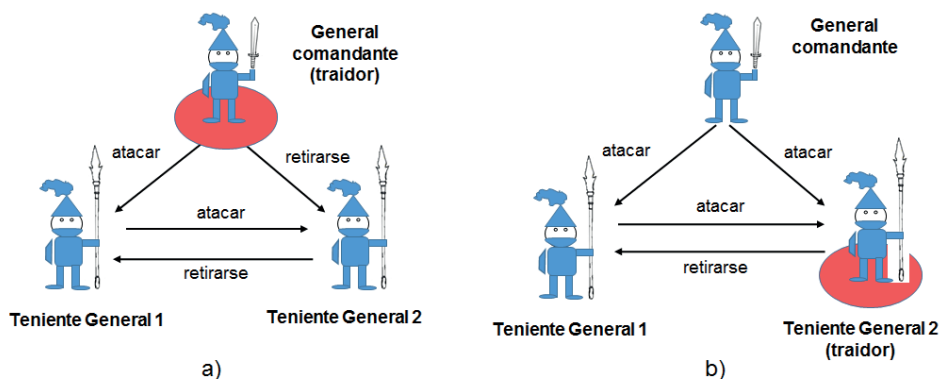 General
comandante
(traidor)
atacar
retirarse
atacar
retirarse
Teniente General 1
Teniente General 2
a)
General
comandante
atacar
atacar
atacar
retirarse
Teniente General 1
Teniente General 2
(traidor)
b)